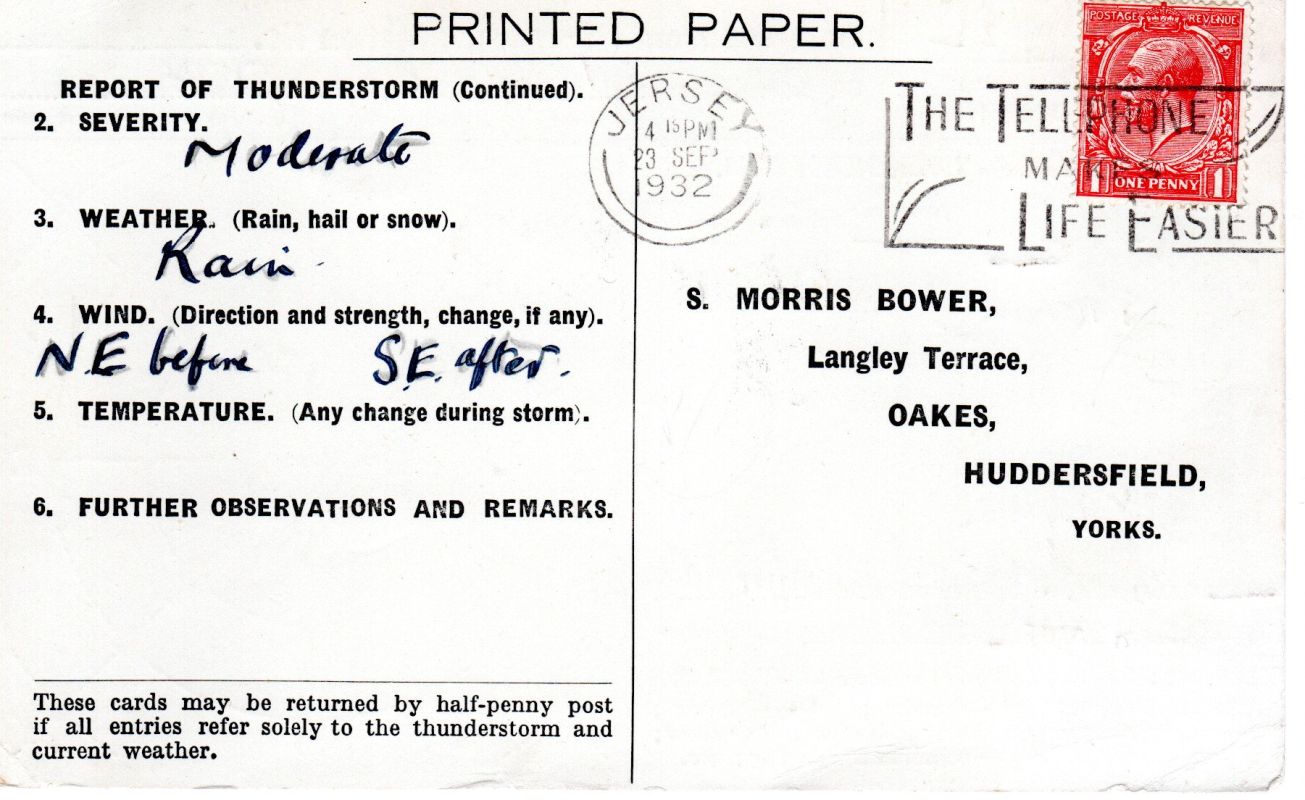 PRINTED PAPER.
REPORT OF THUNDERSTORM (Continued).
2. SEVERITY.
Moderate
3. WEATHER. (Rain, hail or snow).
Rain
4. WIND. (Direction and strength, change, if any).
N.E before S.E. after.
5. TEMPERATURE. (Any change during storm).
6. FURTHER OBSERVATIONS AND REMARKS.
These cards may be returned by half-penny post
if all entries refer solely to the thunderstorm and
current weather.
JERSEY
4 15 PM
23 SEP
1932
THE TELEPHONE
MAKES
LIFE EASIER
POSTAGE REVENUE
1 ONE PENNY 1
S. MORRIS BOWER,
Langley Terrace,
OAKES,
HUDDERSFIELD,
YORKS.